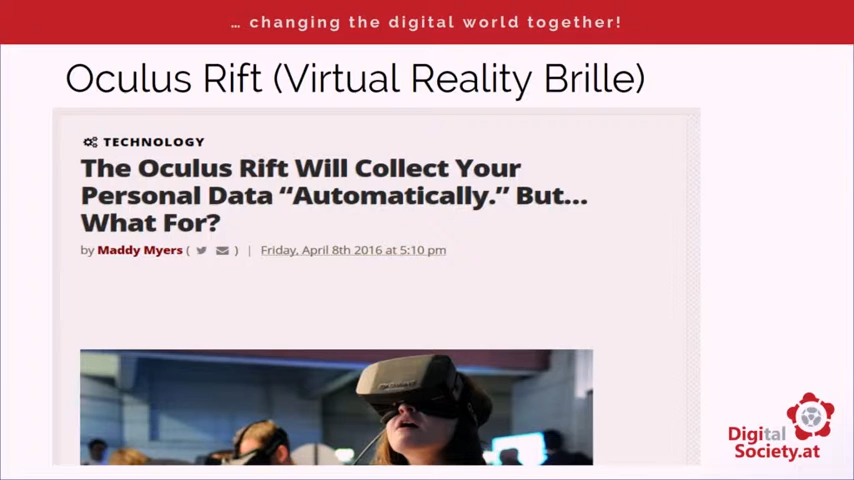 … changing the digital world together!
Oculus Rift (Virtual Reality Brille)
TECHNOLOGY
The Oculus Rift Will Collect Your
Personal Data “Automatically.” But…
What For?
by Maddy Myers ( ) | Friday, April 8th 2016 at 5:10 pm
Digital
Society.at